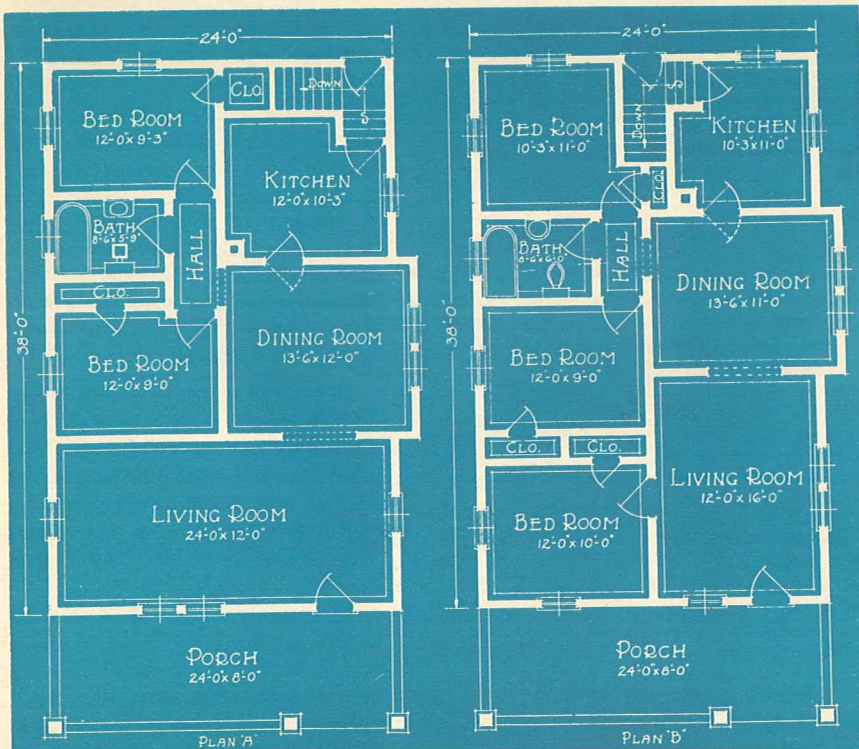 24'-0"
38'-0"
BED ROOM
12'-0" x 9'-3"
CLO.
DOWN
KITCHEN
12'-0" x 10'-3"
BATH
8'-6" x 5'-9"
HALL
CLO.
BED ROOM
12'-0" x 9'-0"
DINING ROOM
13'-6" x 12'-0"
LIVING ROOM
24'-0" x 12'-0"
PORCH
24'-0" x 8'-0"
PLAN "A"
24'-0"
38'-0"
BED ROOM
10'-3" x 11'-0"
DOWN
KITCHEN
10'-3" x 11'-0"
CLO.
BATH
8'-6" x 6'-0"
HALL
DINING ROOM
13'-6" x 11'-0"
BED ROOM
12'-0" x 9'-0"
CLO.
CLO.
LIVING ROOM
12'-0" x 16'-0"
BED ROOM
12'-0" x 10'-0"
PORCH
24'-0" x 8'-0"
PLAN "B"